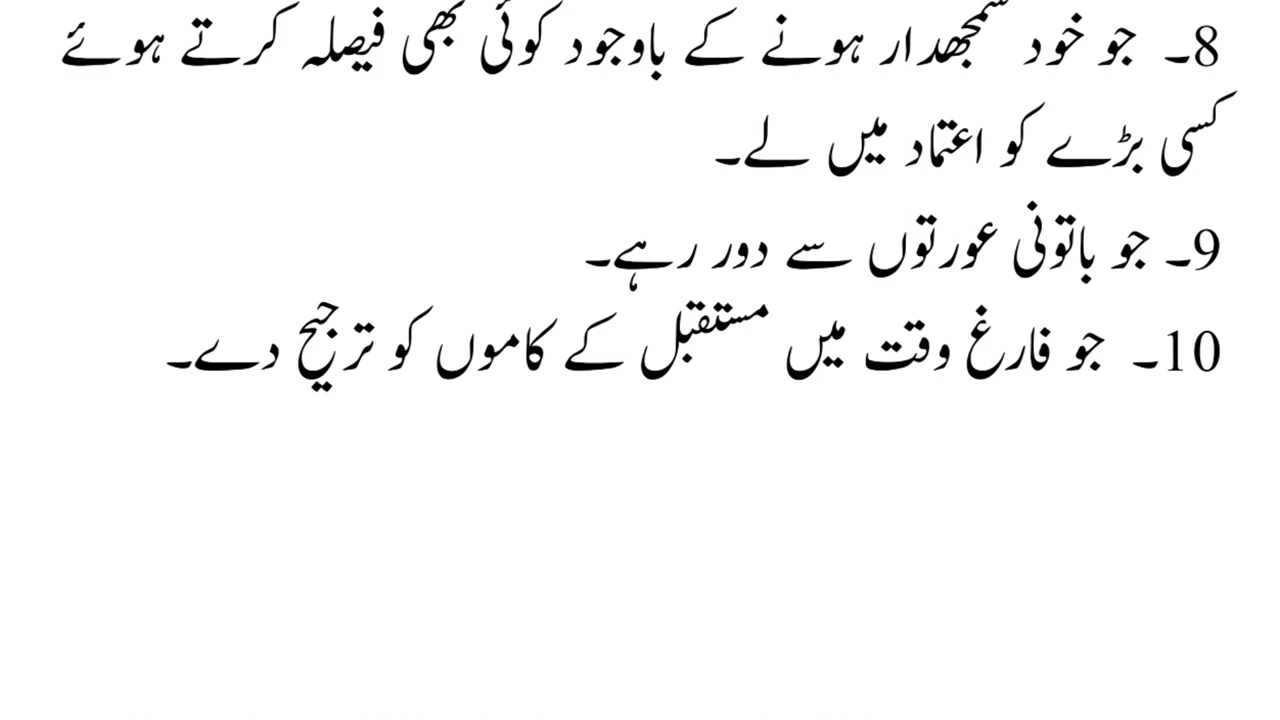 8۔ جو خود سمجھدار ہونے کے باوجود کوئی بھی فیصلہ کرتے ہوئے
کسی بڑے کو اعتماد میں لے۔
9۔ جو باتونی عورتوں سے دور رہے۔
10۔ جو فارغ وقت میں مستقبل کے کاموں کو ترجیح دے۔